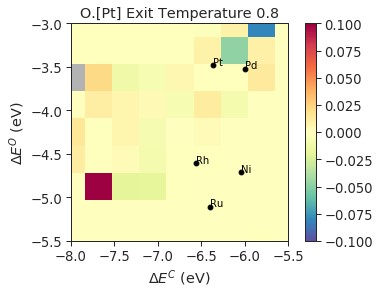 O.[Pt] Exit Temperature 0.8
−3.0
−3.5
−4.0
−4.5
−5.0
−5.5
ΔE^O (eV)
Pt
Pd
Rh
Ni
Ru
−8.0 −7.5 −7.0 −6.5 −6.0 −5.5
ΔE^C (eV)
0.100
0.075
0.050
0.025
0.000
−0.025
−0.050
−0.075
−0.100